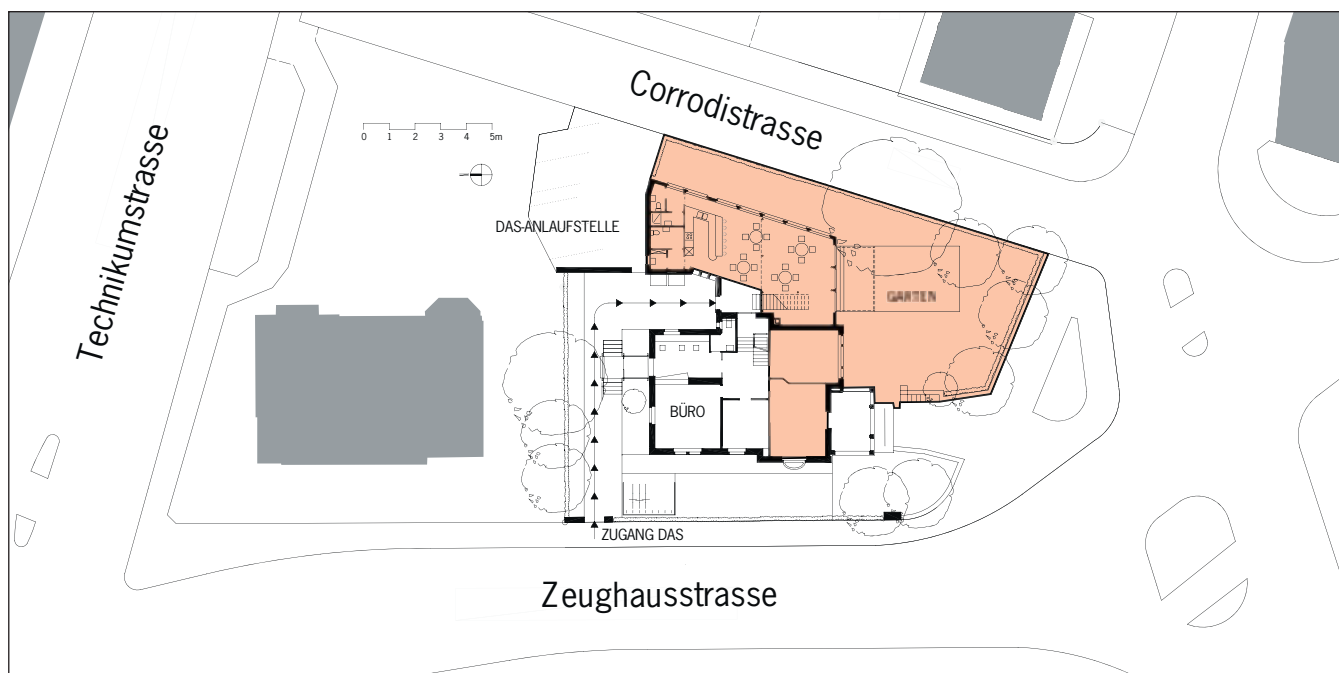 Corrodistrasse
Technikumstrasse
0 1 2 3 4 5m
DAS-ANLAUFSTELLE
GARTEN
BÜRO
ZUGANG DAS
Zeughausstrasse